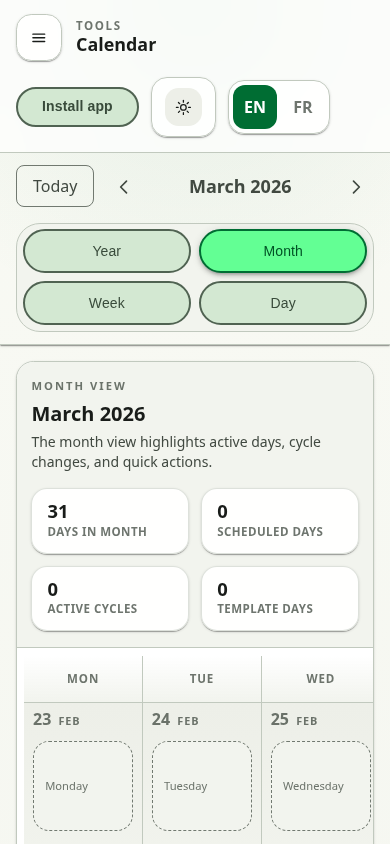 TOOLS
Calendar
Install app
EN FR
Today
March 2026
Year
Month
Week
Day
MONTH VIEW
March 2026
The month view highlights active days, cycle
changes, and quick actions.
31
DAYS IN MONTH
0
SCHEDULED DAYS
0
ACTIVE CYCLES
0
TEMPLATE DAYS
MON TUE WED
23 FEB 24 FEB 25 FEB
Monday Tuesday Wednesday